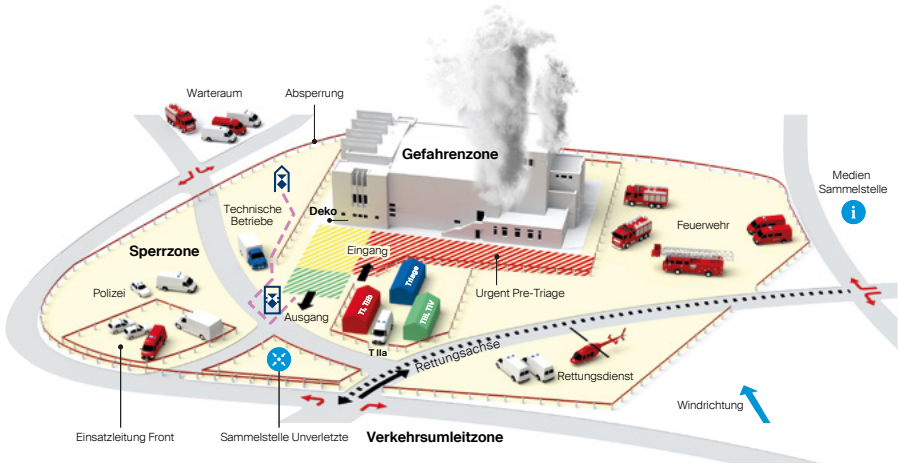 Warteraum
Absperrung
Gefahrenzone
Medien
Sammelstelle
i
Technische
Betriebe
Deko
Feuerwehr
Sperrzone
Eingang
Polizei
Triage
Urgent Pre-Triage
TI, TIIb
TIII, TIV
Ausgang
T IIa
Rettungsachse
Rettungsdienst
Windrichtung
Einsatzleitung Front
Sammelstelle Unverletzte
Verkehrsumleitzone